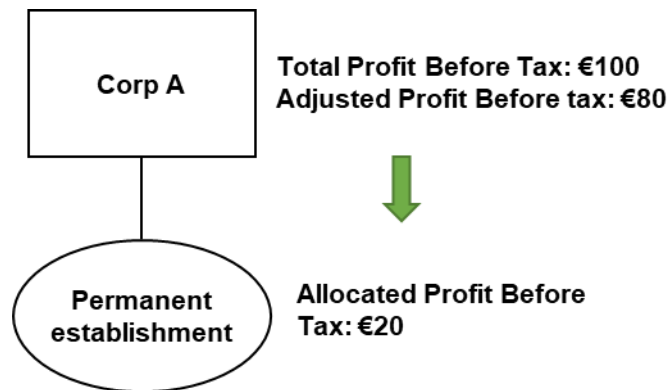 Corp A
Total Profit Before Tax: €100
Adjusted Profit Before tax: €80
Permanent
establishment
Allocated Profit Before
Tax: €20